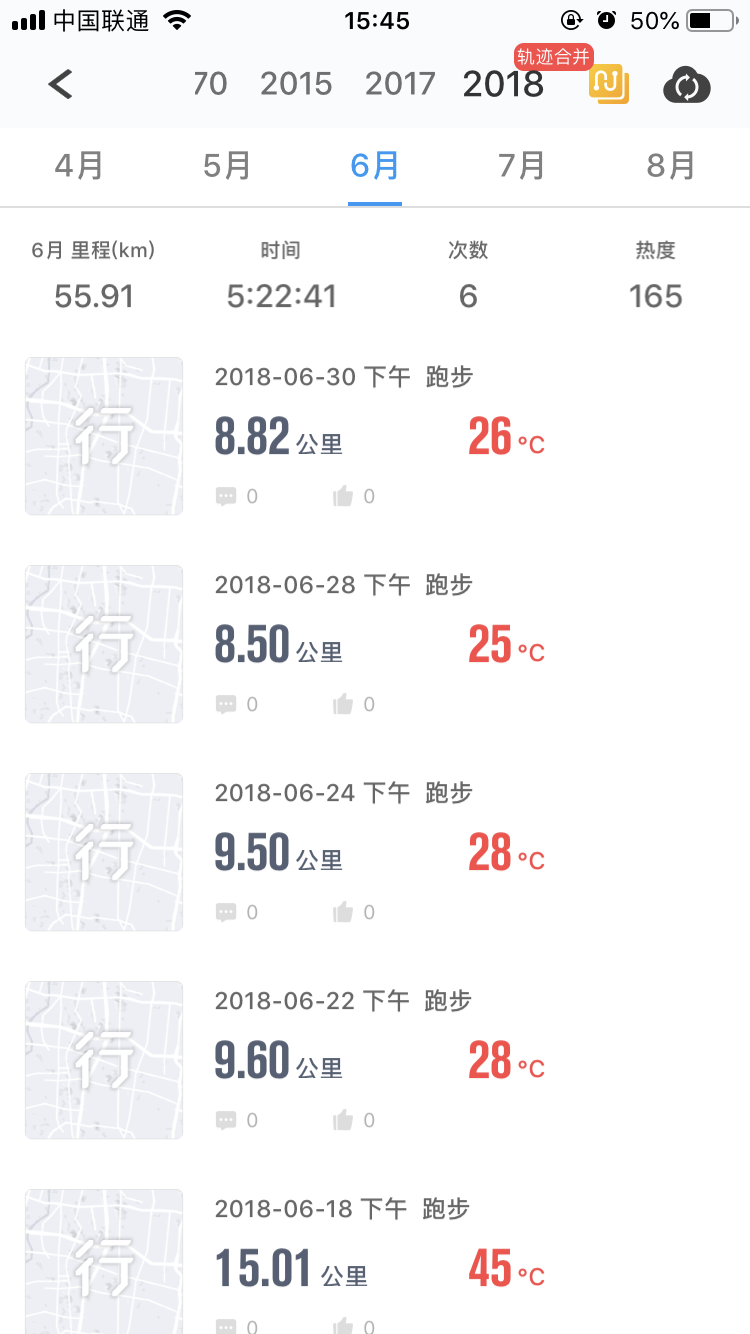 中国联通 15:45 50%
轨迹合并
70 2015 2017 2018
4月 5月 6月 7月 8月
6月 里程(km) 时间 次数 热度
55.91 5:22:41 6 165
行
2018-06-30 下午 跑步
8.82 公里 26 °C
0 0
行
2018-06-28 下午 跑步
8.50 公里 25 °C
0 0
行
2018-06-24 下午 跑步
9.50 公里 28 °C
0 0
行
2018-06-22 下午 跑步
9.60 公里 28 °C
0 0
行
2018-06-18 下午 跑步
15.01 公里 45 °C
0 0